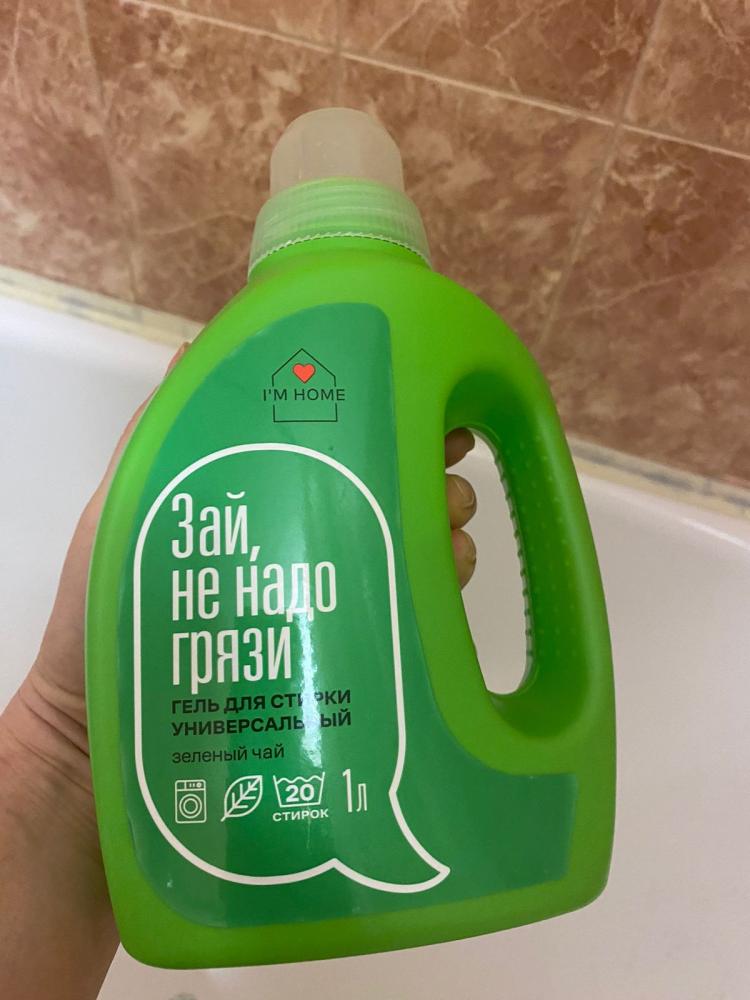 I'M HOME
Зай,
не надо
грязи
ГЕЛЬ ДЛЯ СТИРКИ
УНИВЕРСАЛЬНЫЙ
зеленый чай
20
СТИРОК
1л